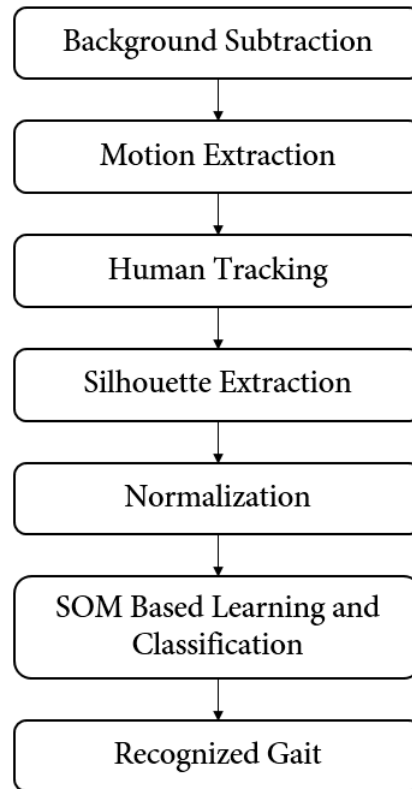 Background Subtraction
Motion Extraction
Human Tracking
Silhouette Extraction
Normalization
SOM Based Learning and
Classification
Recognized Gait